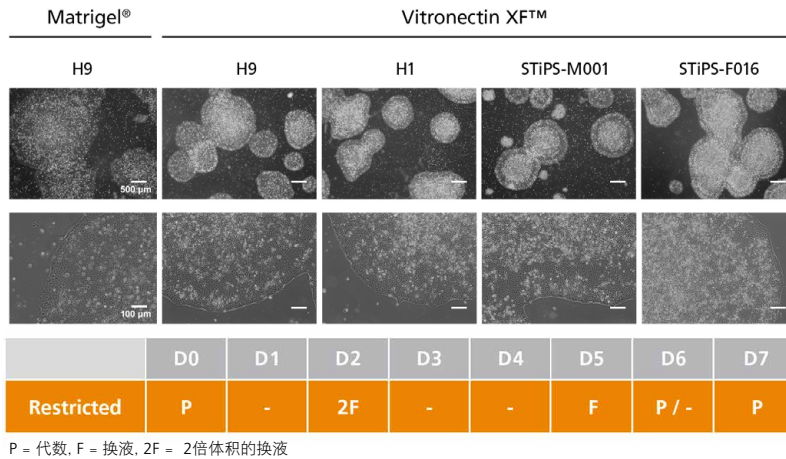 Matrigel® Vitronectin XF™
H9 H9 H1 STiPS-M001 STiPS-F016
500 μm
100 μm
D0 D1 D2 D3 D4 D5 D6 D7
Restricted P - 2F - - F P / - P
P = 代数, F = 换液, 2F = 2倍体积的换液